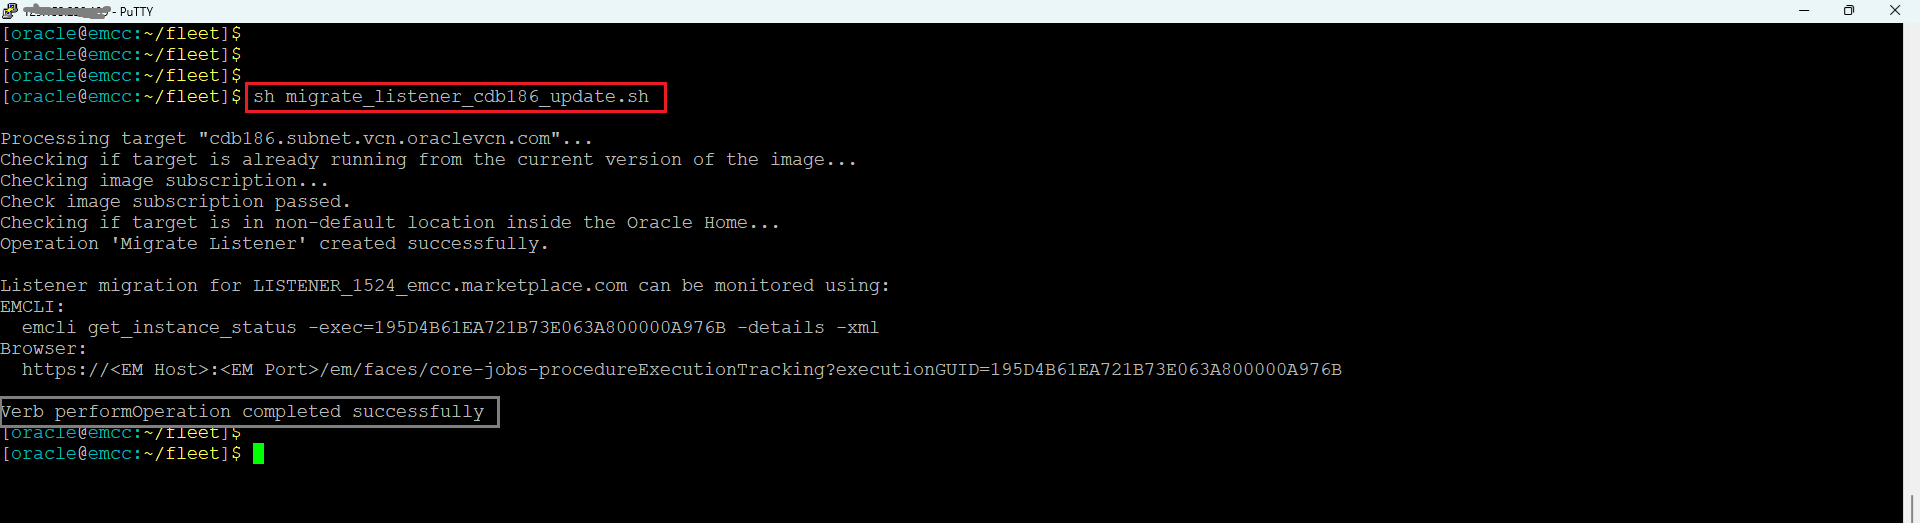 - PuTTY
[oracle@emcc:~/fleet]$
[oracle@emcc:~/fleet]$
[oracle@emcc:~/fleet]$
[oracle@emcc:~/fleet]$ sh migrate_listener_cdb186_update.sh
Processing target "cdb186.subnet.vcn.oraclevcn.com"...
Checking if target is already running from the current version of the image...
Checking image subscription...
Check image subscription passed.
Checking if target is in non-default location inside the Oracle Home...
Operation 'Migrate Listener' created successfully.
Listener migration for LISTENER_1524_emcc.marketplace.com can be monitored using:
EMCLI:
emcli get_instance_status -exec=195D4B61EA721B73E063A800000A976B -details -xml
Browser:
https://<EM Host>:<EM Port>/em/faces/core-jobs-procedureExecutionTracking?executionGUID=195D4B61EA721B73E063A800000A976B
Verb performOperation completed successfully
[oracle@emcc:~/fleet]$
[oracle@emcc:~/fleet]$